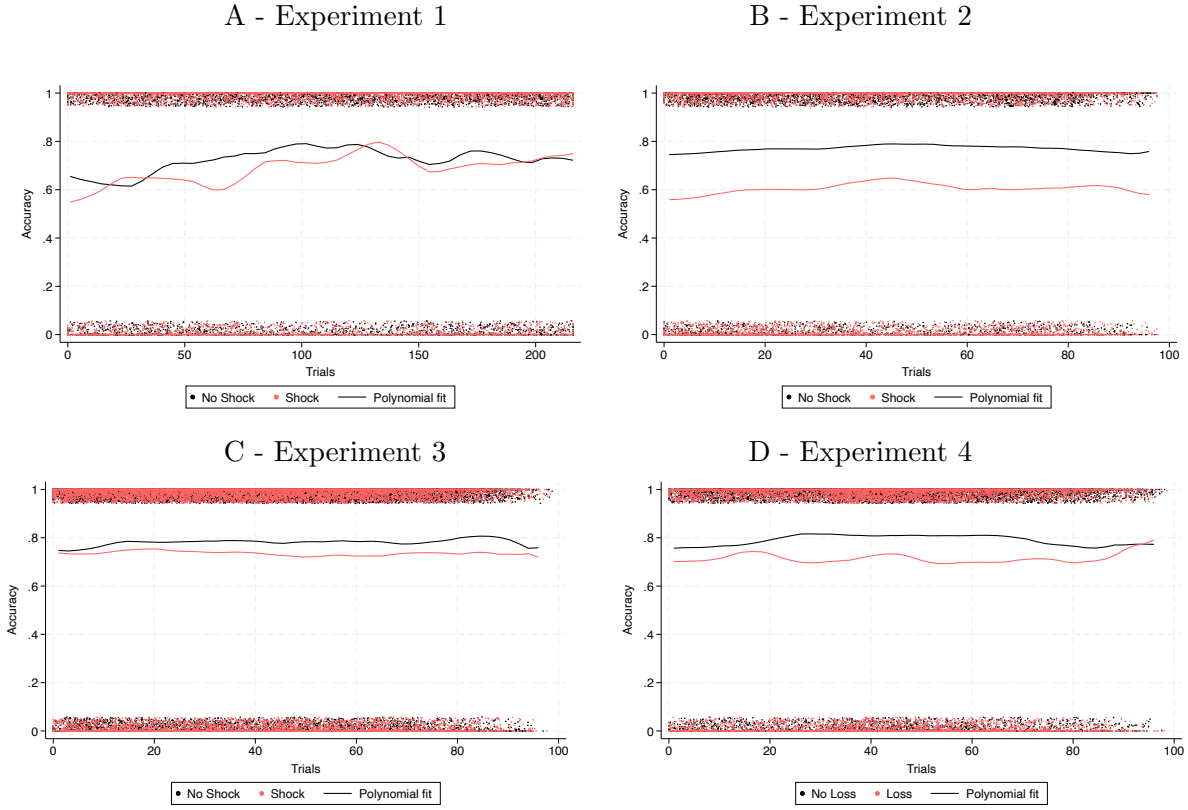 A - Experiment 1
B - Experiment 2
1
.8
.6
.4
.2
0
Accuracy
0 50 100 150 200
Trials
No Shock Shock Polynomial fit
1
.8
.6
.4
.2
0
Accuracy
0 20 40 60 80 100
Trials
No Shock Shock Polynomial fit
C - Experiment 3
D - Experiment 4
1
.8
.6
.4
.2
0
Accuracy
0 20 40 60 80 100
Trials
No Shock Shock Polynomial fit
1
.8
.6
.4
.2
0
Accuracy
0 20 40 60 80 100
Trials
No Loss Loss Polynomial fit